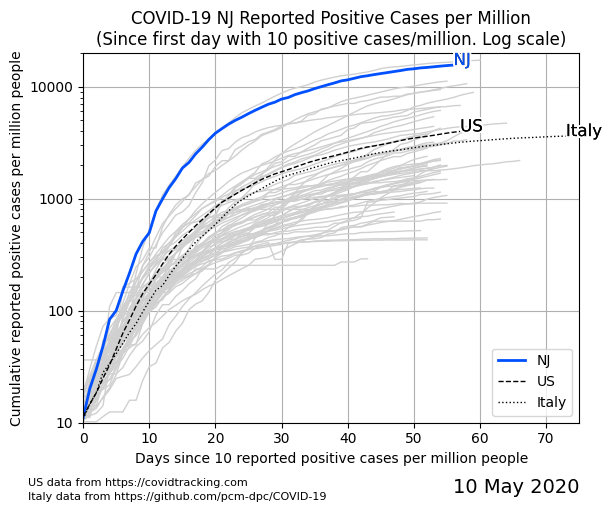 COVID-19 NJ Reported Positive Cases per Million
(Since first day with 10 positive cases/million. Log scale)
Cumulative reported positive cases per million people
10000
1000
100
10
NJ
US
Italy
NJ
US
Italy
0 10 20 30 40 50 60 70
Days since 10 reported positive cases per million people
US data from https://covidtracking.com
Italy data from https://github.com/pcm-dpc/COVID-19
10 May 2020